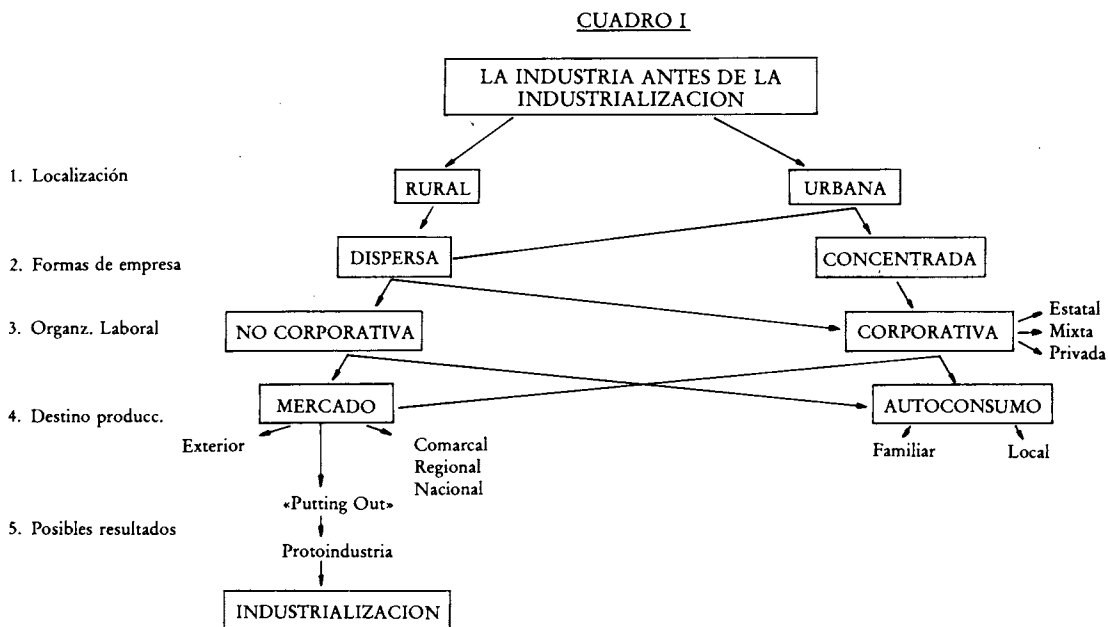 CUADRO I
LA INDUSTRIA ANTES DE LA
INDUSTRIALIZACION
1. Localización
RURAL
URBANA
2. Formas de empresa
DISPERSA
CONCENTRADA
3. Organz. Laboral
NO CORPORATIVA
CORPORATIVA
Estatal
Mixta
Privada
4. Destino producc.
MERCADO
AUTOCONSUMO
Exterior
Comarcal
Regional
Nacional
Familiar
Local
«Putting Out»
5. Posibles resultados
Protoindustria
INDUSTRIALIZACION